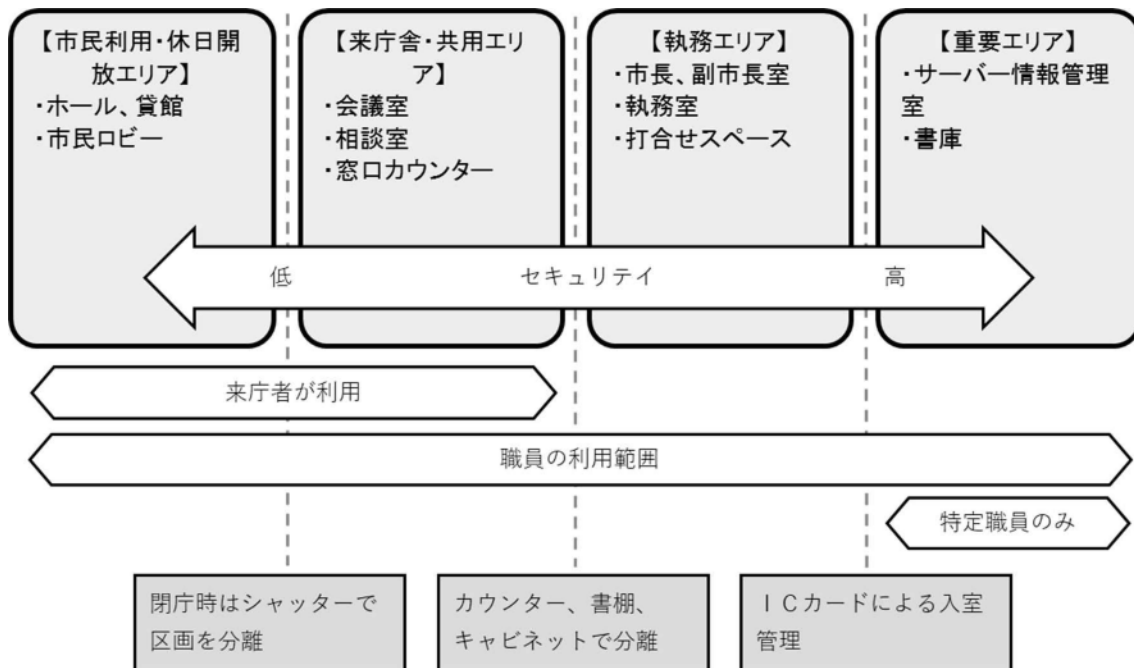 【市民利用・休日開
放エリア】
・ホール、貸館
・市民ロビー
【来庁舎・共用エリ
ア】
・会議室
・相談室
・窓口カウンター
【執務エリア】
・市長、副市長室
・執務室
・打合せスペース
【重要エリア】
・サーバー情報管理
室
・書庫
低
セキュリテイ
高
来庁者が利用
職員の利用範囲
特定職員のみ
閉庁時はシャッターで
区画を分離
カウンター、書棚、
キャビネットで分離
ＩＣカードによる入室
管理